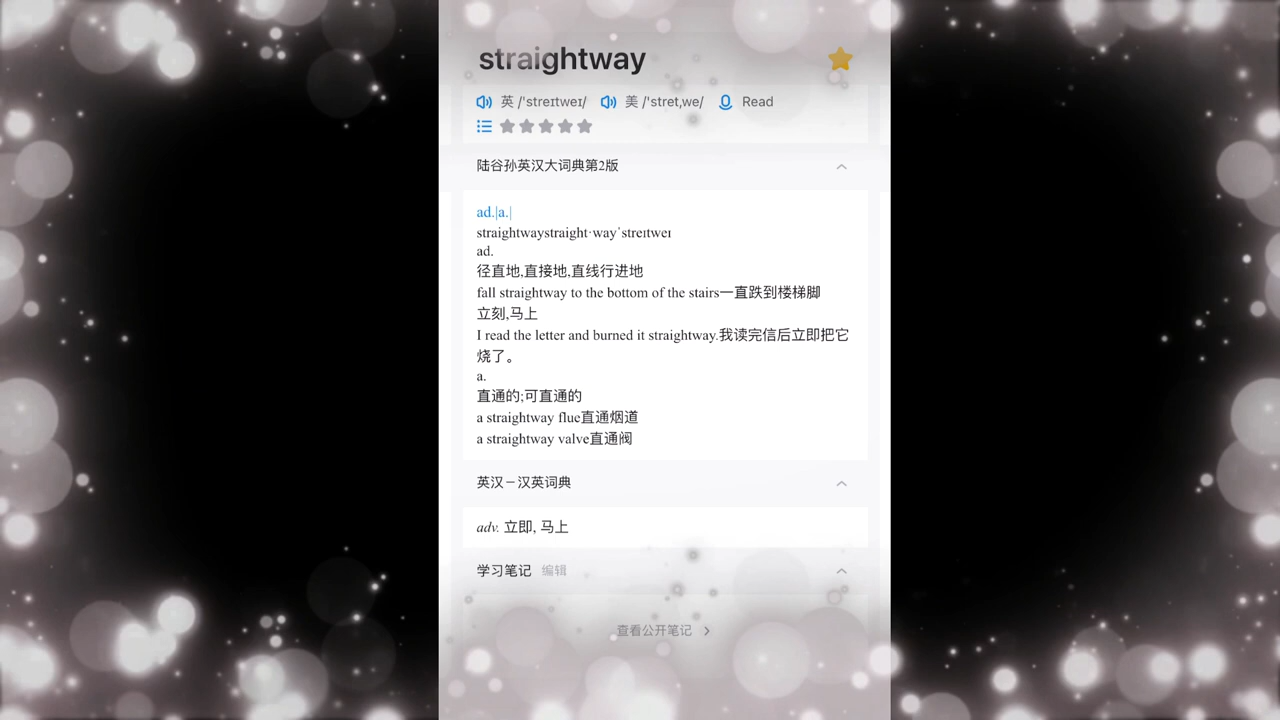 straightway
英 /'streɪtweɪ/ 美 /'stret,we/ Read
陆谷孙英汉大词典第2版
ad.|a.|
straightwaystraight·wayˈstreɪtweɪ
ad.
径直地,直接地,直线行进地
fall straightway to the bottom of the stairs一直跌到楼梯脚
立刻,马上
I read the letter and burned it straightway.我读完信后立即把它
烧了。
a.
直通的;可直通的
a straightway flue直通烟道
a straightway valve直通阀
英汉－汉英词典
adv. 立即, 马上
学习笔记 编辑
查看公开笔记